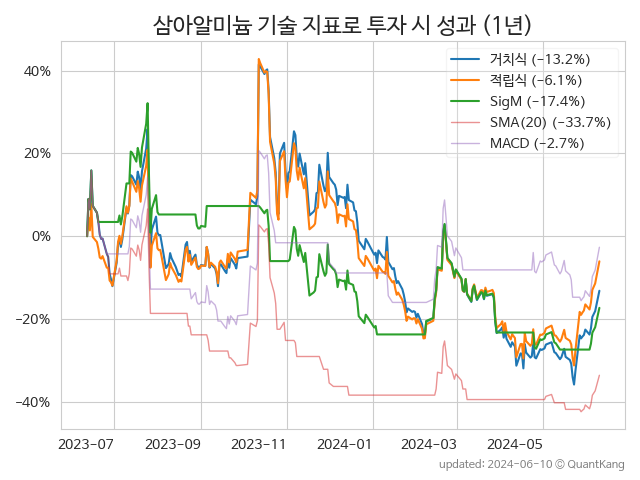 삼아알미늄 기술 지표로 투자 시 성과 (1년)
거치식 (−13.2%)
적립식 (−6.1%)
SigM (−17.4%)
SMA(20) (−33.7%)
MACD (−2.7%)
40%
20%
0%
−20%
−40%
2023-07
2023-09
2023-11
2024-01
2024-03
2024-05
updated: 2024-06-10 © QuantKang